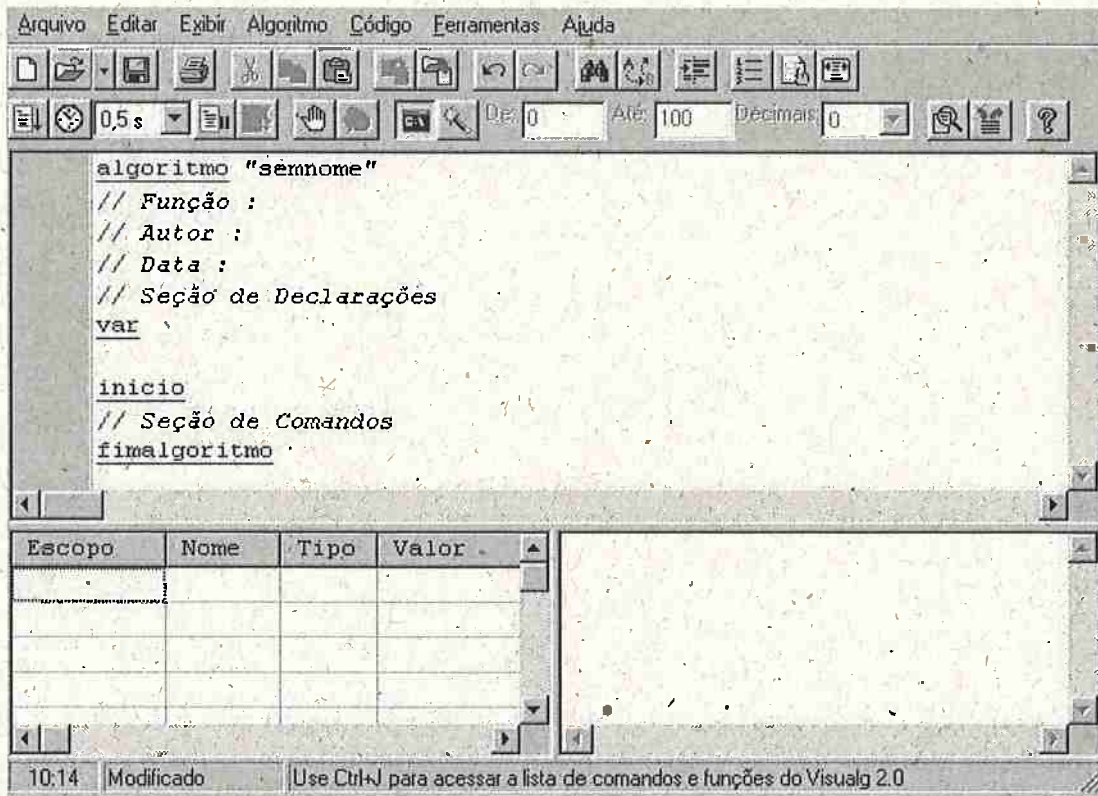 Arquivo Editar Exibir Algoritmo Código Ferramentas Ajuda
0,5 s De: 0 Até: 100 Décimais 0
algoritmo "semnome"
// Função :
// Autor :
// Data :
// Seção de Declarações
var
inicio
// Seção de Comandos
fimalgoritmo
Escopo Nome Tipo Valor
10:14 Modificado Use Ctrl+J para acessar a lista de comandos e funções do Visualg 2.0